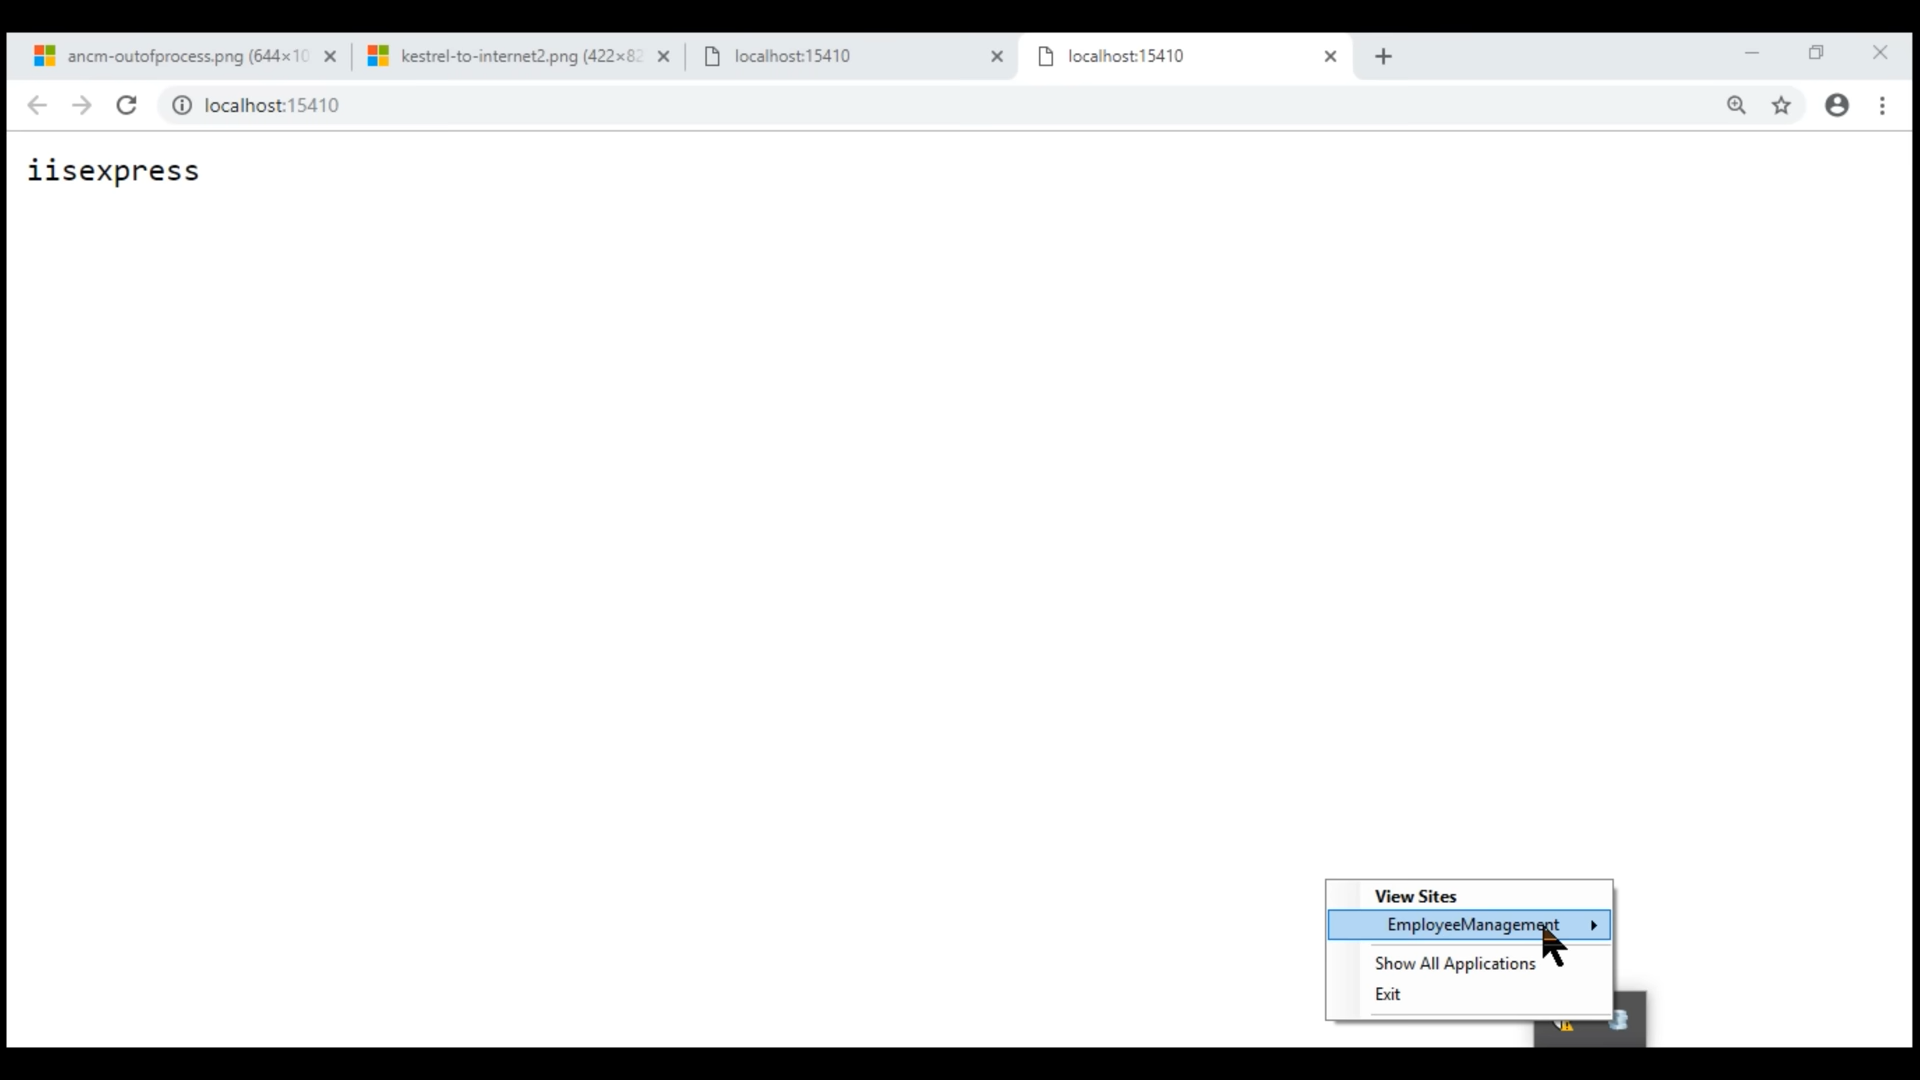 ancm-outofprocess.png (644×10
kestrel-to-internet2.png (422×82
localhost:15410
localhost:15410
localhost:15410
iisexpress
View Sites
EmployeeManagement
Show All Applications
Exit